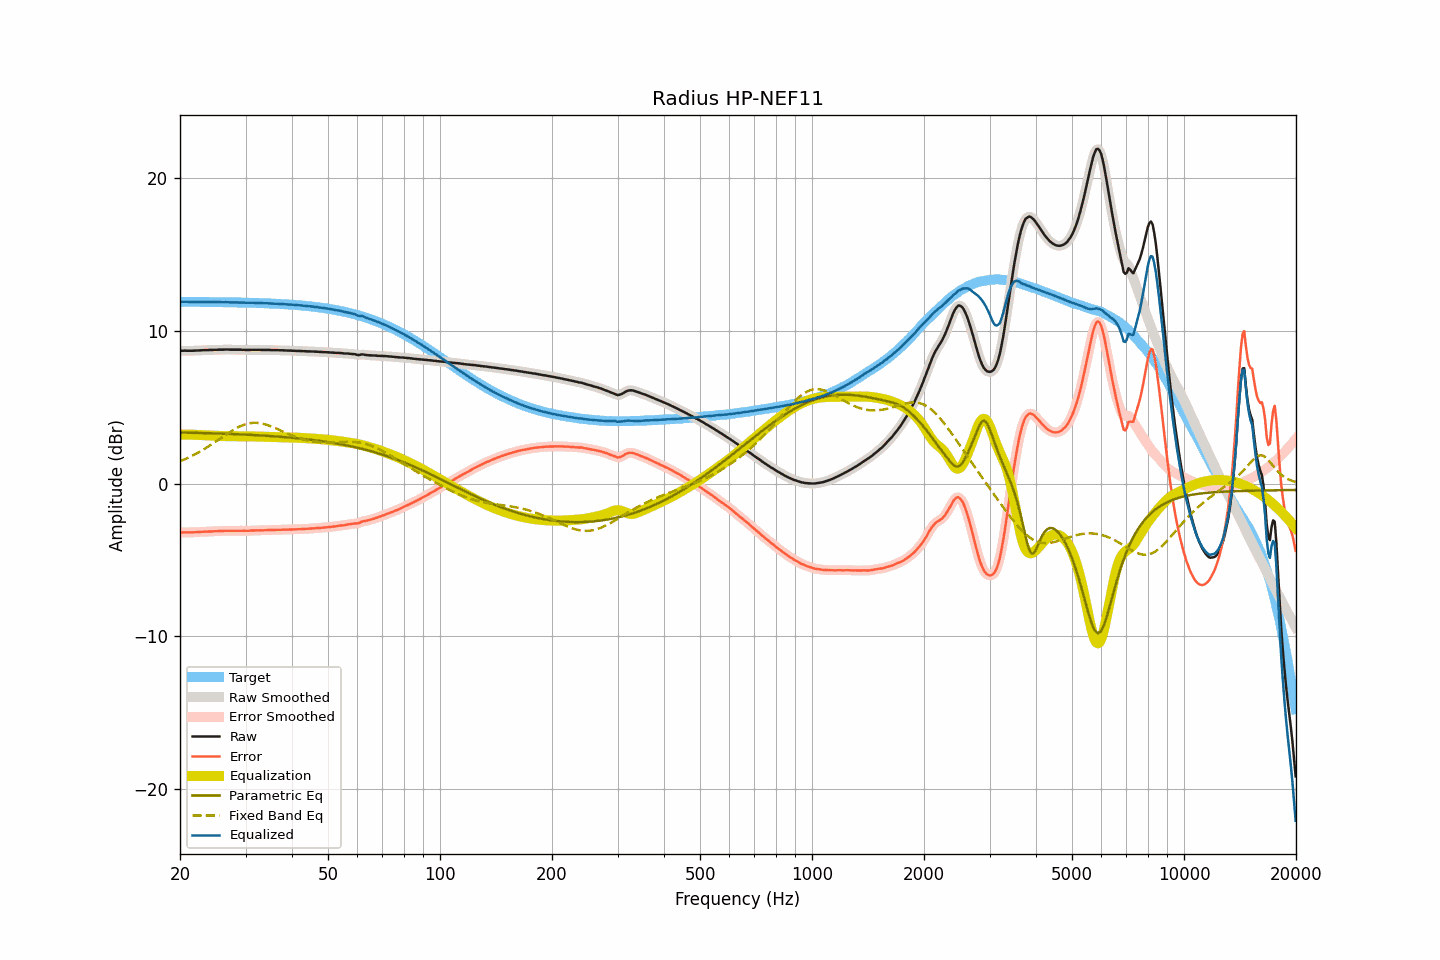 Radius HP-NEF11
Amplitude (dBr)
20
10
0
−10
−20
Target
Raw Smoothed
Error Smoothed
Raw
Error
Equalization
Parametric Eq
Fixed Band Eq
Equalized
20 50 100 200 500 1000 2000 5000 10000 20000
Frequency (Hz)